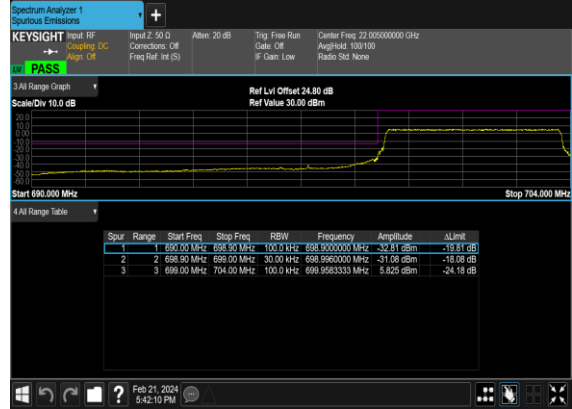 Spectrum Analyzer 1
Spurious Emissions
KEYSIGHT Input: RF Input Z: 50 Ω Atten: 20 dB Trig: Free Run Center Freq: 22.005000000 GHz
Coupling: DC Corrections: Off Gate: Off Avg|Hold: 100/100
Align: Off Freq Ref: Int (S) IF Gain: Low Radio Std: None
PASS
3 All Range Graph
Ref Lvl Offset 24.80 dB
Scale/Div 10.0 dB Ref Value 30.00 dBm
20.0
10.0
0.00
-10.0
-20.0
-30.0
-40.0
-50.0
-60.0
Start 690.000 MHz Stop 704.000 MHz
4 All Range Table
Spur Range Start Freq Stop Freq RBW Frequency Amplitude ΔLimit
1 1 690.00 MHz 698.90 MHz 100.0 kHz 698.9000000 MHz -32.81 dBm -19.81 dB
2 2 698.90 MHz 699.00 MHz 30.00 kHz 698.9960000 MHz -31.08 dBm -18.08 dB
3 3 699.00 MHz 704.00 MHz 100.0 kHz 699.9583333 MHz 5.825 dBm -24.18 dB
Feb 21, 2024
5:42:10 PM